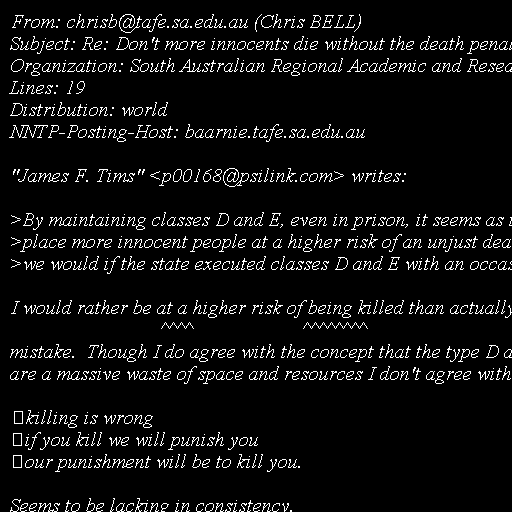 From: chrisb@tafe.sa.edu.au (Chris BELL)
Subject: Re: Don't more innocents die without the death
Organization: South Australian Regional Academic and
Lines: 19
Distribution: world
NNTP-Posting-Host: baarnie.tafe.sa.edu.au
"James F. Tims" <p00168@psilink.com> writes:
>By maintaining classes D and E, even in prison, it seems as
>place more innocent people at a higher risk of an unjust
>we would if the state executed classes D and E with an
I would rather be at a higher risk of being killed than actually
^^^^ ^^^^^^^^
mistake. Though I do agree with the concept that the type D
are a massive waste of space and resources I don't agree with
killing is wrong
if you kill we will punish you
our punishment will be to kill you.
Seems to be lacking in consistency.